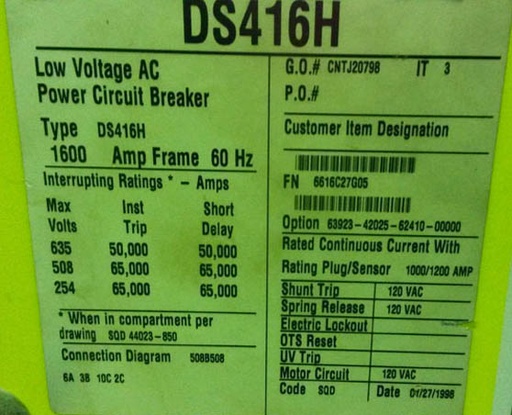 DS416H
Low Voltage AC
Power Circuit Breaker
Type DS416H
1600 Amp Frame 60 Hz
Interrupting Ratings * - Amps
Max Inst Short
Volts Trip Delay
635 50,000 50,000
508 65,000 65,000
254 65,000 65,000
* When in compartment per
drawing SQD 44023-850
Connection Diagram 508B508
6A 3B 10C 2C
G.O.# CNTJ20798 IT 3
P.O.#
Customer Item Designation
FN 6616C27G05
Option 63923-42025-62410-00000
Rated Continuous Current With
Rating Plug/Sensor 1000/1200 AMP
Shunt Trip 120 VAC
Spring Release 120 VAC
Electric Lockout
OTS Reset
UV Trip
Motor Circuit 120 VAC
Code SQD Date 01/27/1998